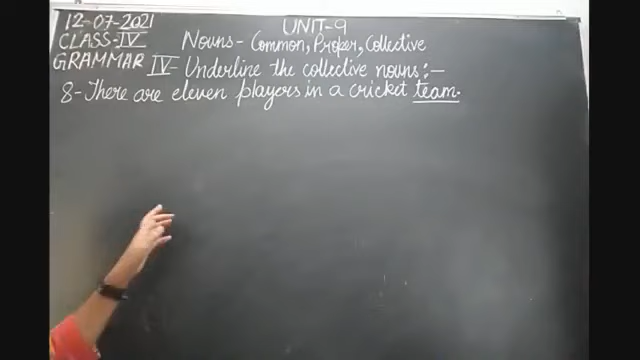 12-07-2021 UNIT-9
CLASS-IV Nouns- Common, Proper, Collective
GRAMMAR IV- Underline the collective nouns:-
8- There are eleven players in a cricket team.